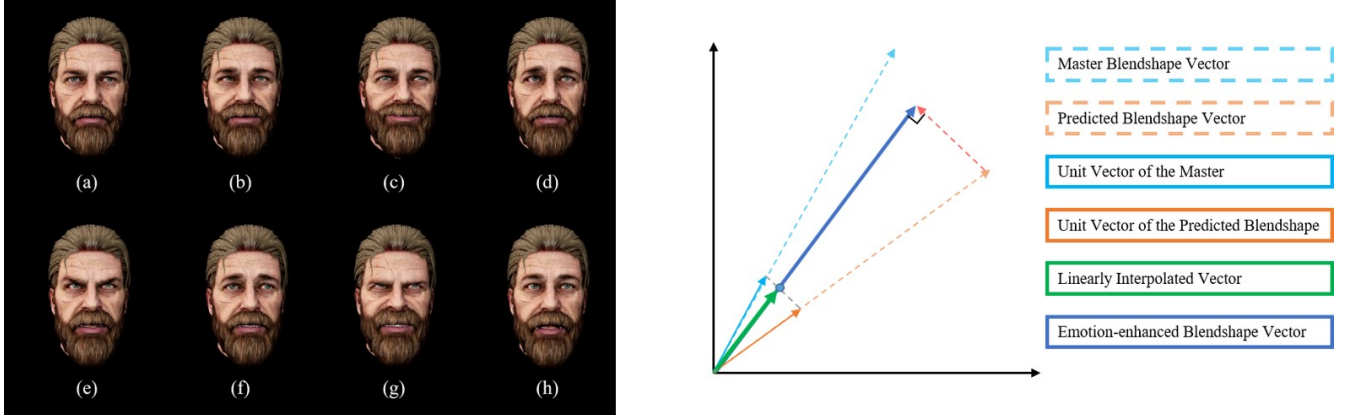 (a)
(b)
(c)
(d)
(e)
(f)
(g)
(h)
Master Blendshape Vector
Predicted Blendshape Vector
Unit Vector of the Master
Unit Vector of the Predicted Blendshape
Linearly Interpolated Vector
Emotion-enhanced Blendshape Vector